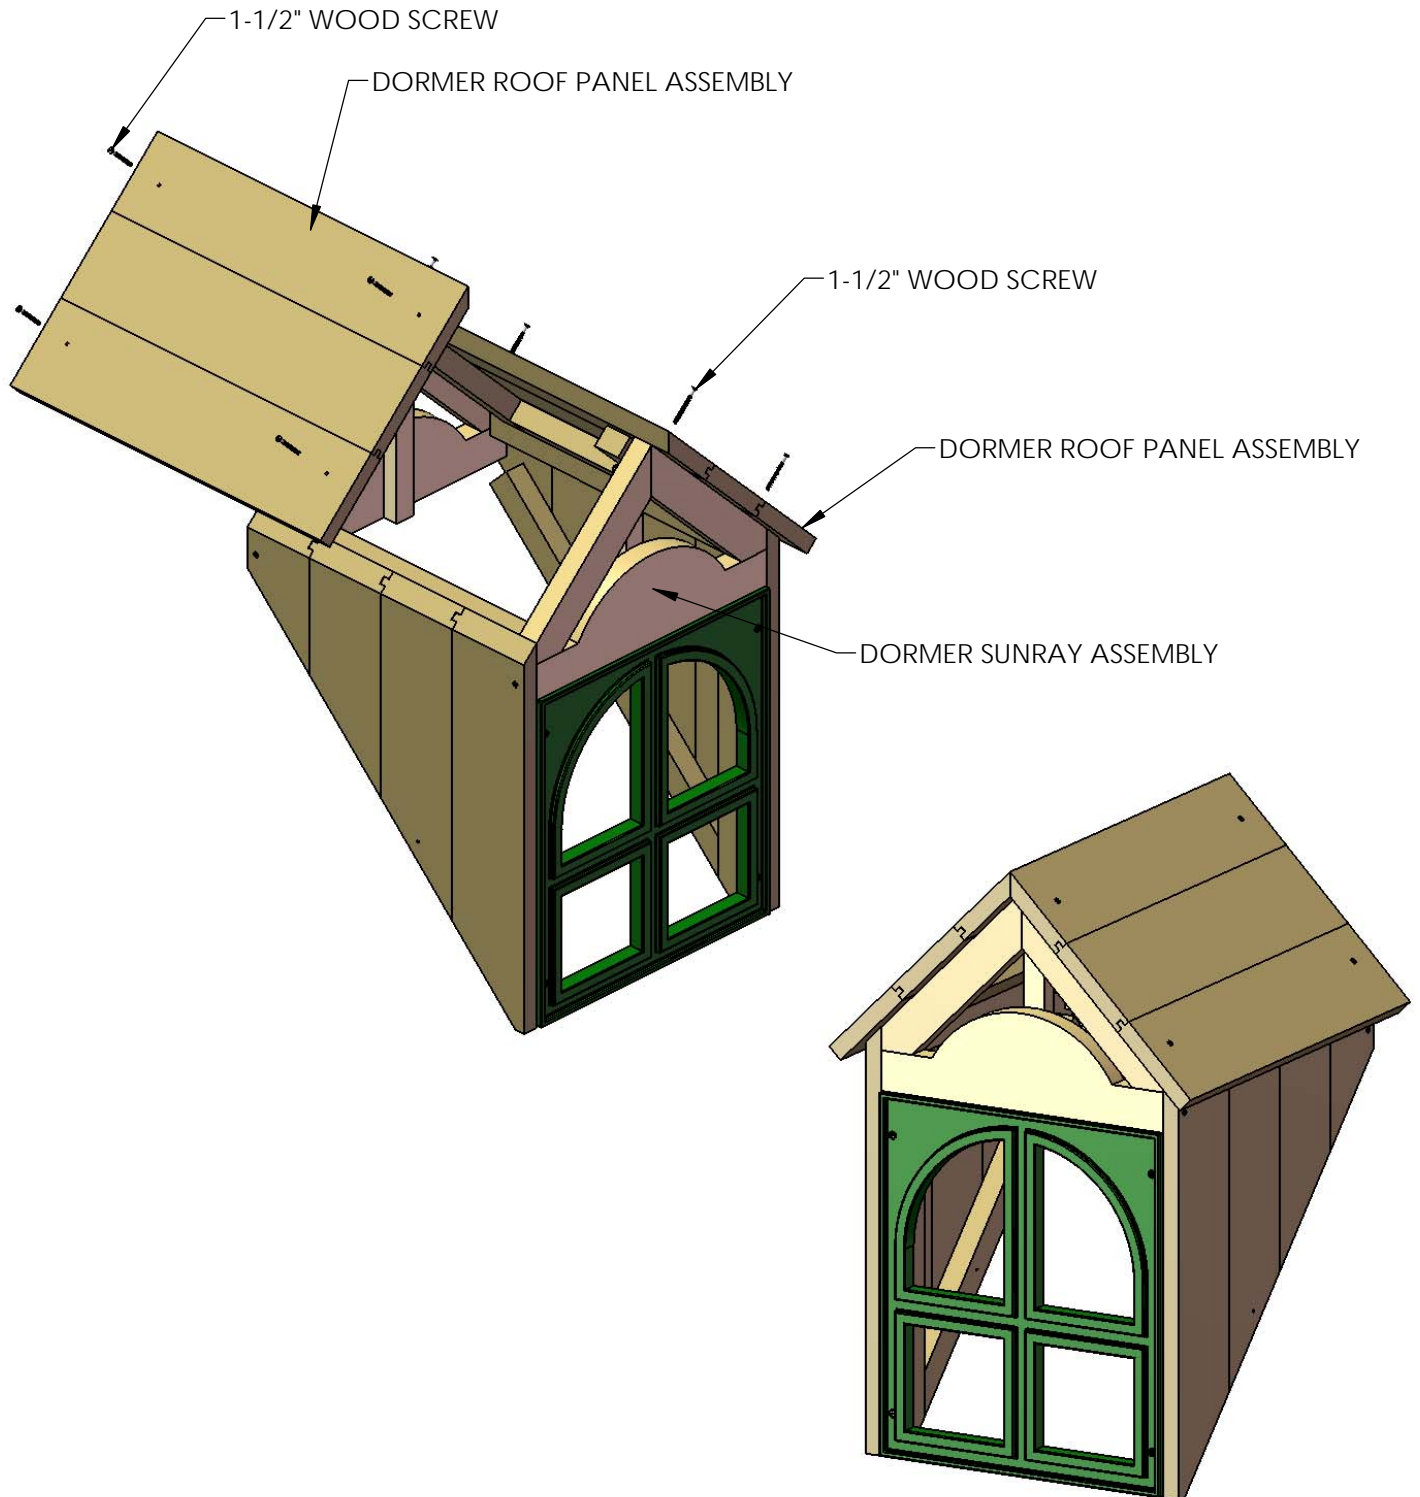 1-1/2" WOOD SCREW
DORMER ROOF PANEL ASSEMBLY
1-1/2" WOOD SCREW
DORMER ROOF PANEL ASSEMBLY
DORMER SUNRAY ASSEMBLY